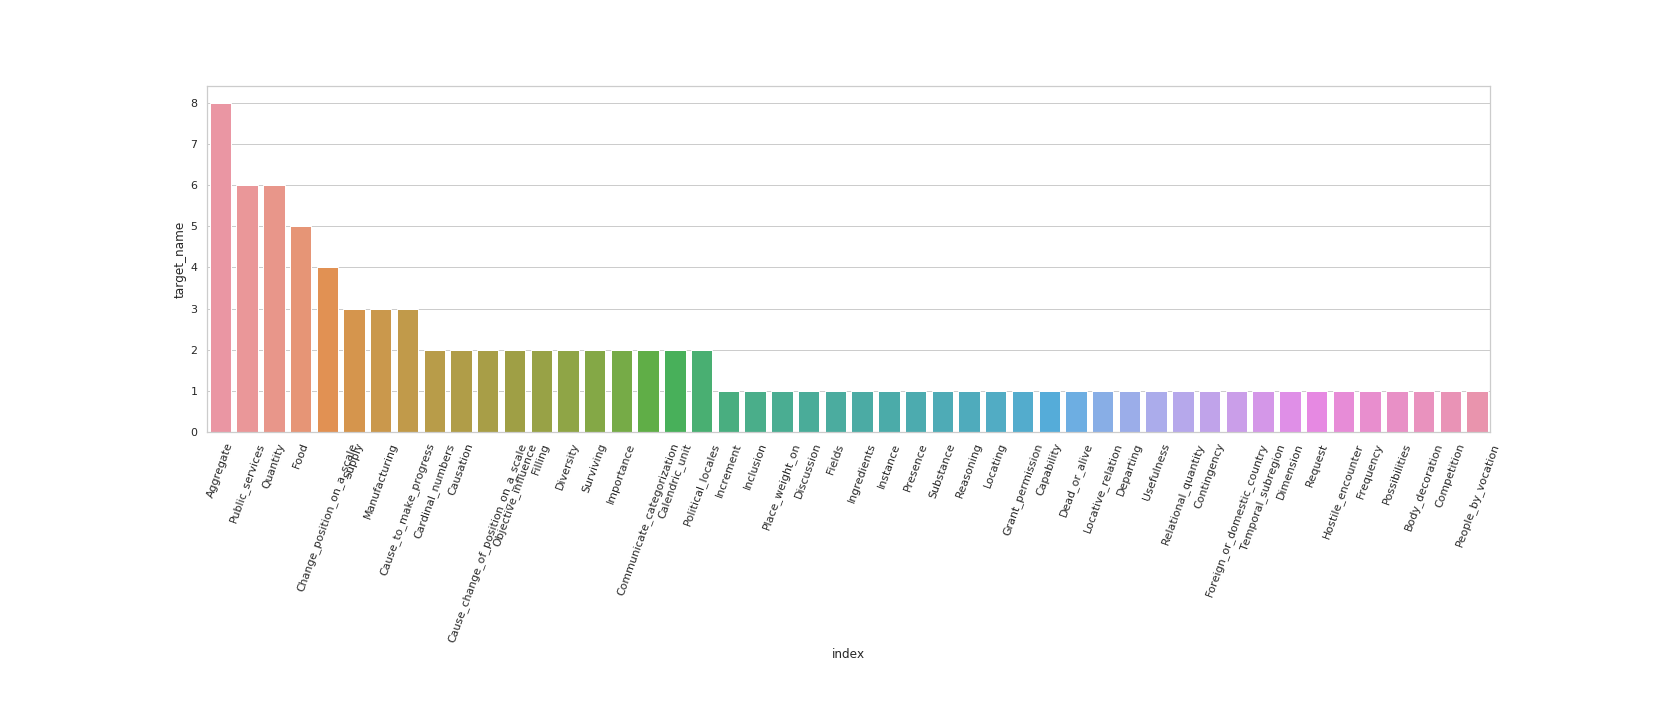 8
7
6
5
4
3
2
1
0
target_name
Aggregate
Public_services
Quantity
Food
Change_position_on_a_scale
Supply
Manufacturing
Cause_to_make_progress
Cardinal_numbers
Causation
Cause_change_of_position_on_a_scale
Objective_influence
Filling
Diversity
Surviving
Importance
Communicate_categorization
Calendric_unit
Political_locales
Increment
Inclusion
Place_weight_on
Discussion
Fields
Ingredients
Instance
Presence
Substance
Reasoning
Locating
Grant_permission
Capability
Dead_or_alive
Locative_relation
Departing
Usefulness
Relational_quantity
Contingency
Foreign_or_domestic_country
Temporal_subregion
Dimension
Request
Hostile_encounter
Frequency
Possibilities
Body_decoration
Competition
People_by_vocation
index